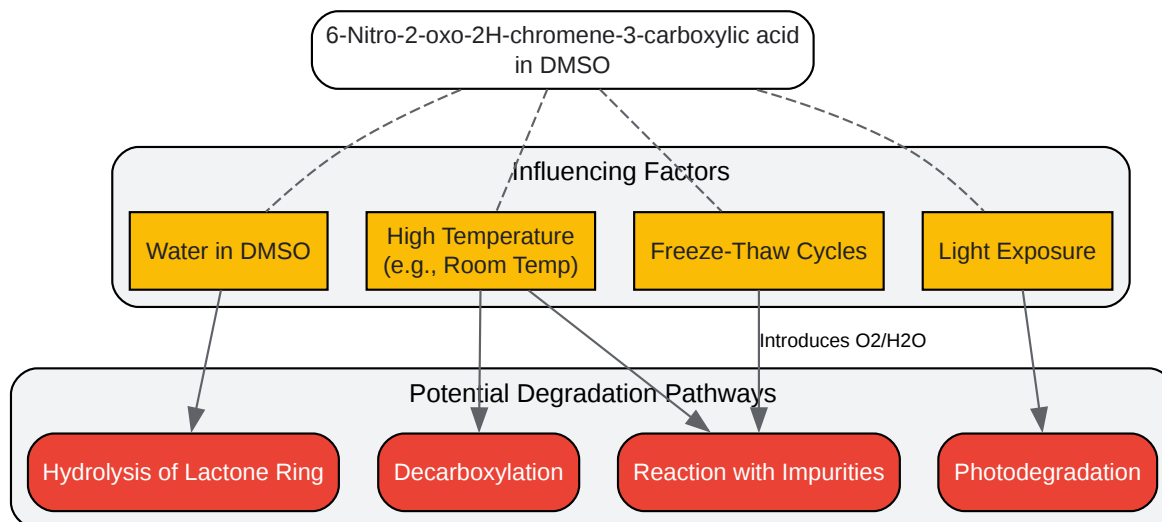 6-Nitro-2-oxo-2H-chromene-3-carboxylic acid
in DMSO
Influencing Factors
Water in DMSO
High Temperature
(e.g., Room Temp)
Freeze-Thaw Cycles
Light Exposure
Introduces O2/H2O
Potential Degradation Pathways
Hydrolysis of Lactone Ring
Decarboxylation
Reaction with Impurities
Photodegradation